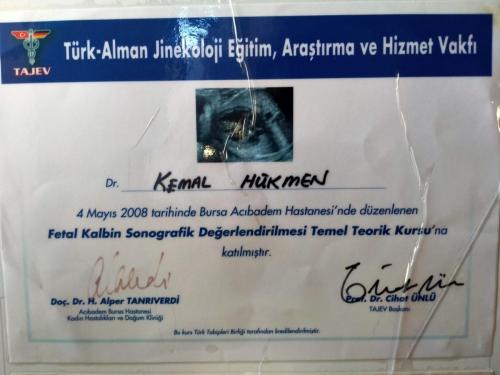 TAJEV
Türk-Alman Jinekoloji Eğitim, Araştırma ve Hizmet Vakfı
Dr. KEMAL HÜKMEN
4 Mayıs 2008 tarihinde Bursa Acıbadem Hastanesi'nde düzenlenen
Fetal Kalbin Sonografik Değerlendirilmesi Temel Teorik Kursu'na
katılmıştır.
Doç. Dr. H. Alper TANRIVERDİ
Acıbadem Bursa Hastanesi
Kadın Hastalıkları ve Doğum Kliniği
Prof. Dr. Cihat ÜNLÜ
TAJEV Başkanı
Bu kurs Türk Tabipleri Birliği tarafından kredilendirilmiştir.